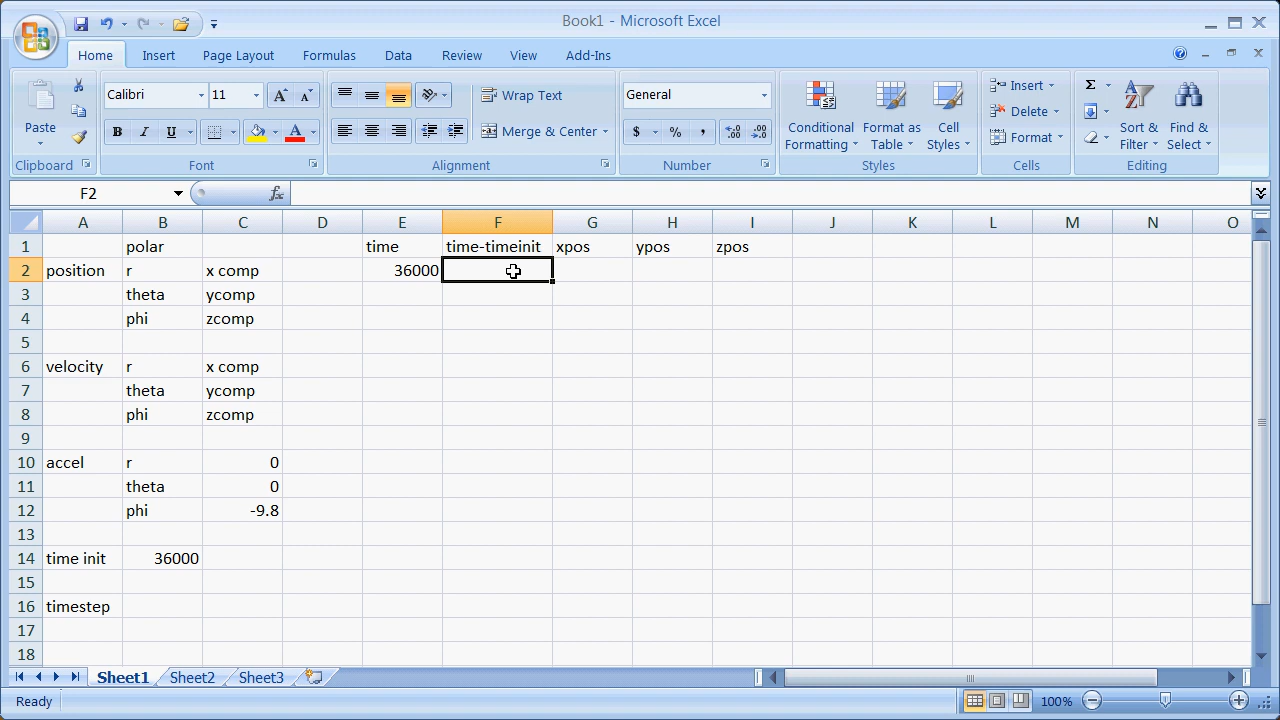 Book1 - Microsoft Excel
Home Insert Page Layout Formulas Data Review View Add-Ins
Paste
Clipboard
Calibri 11
B I U
Font
Wrap Text
Merge & Center
Alignment
General
$ % ,
Number
Conditional Formatting
Format as Table
Cell Styles
Styles
Insert
Delete
Format
Cells
Σ
Sort & Filter
Find & Select
Editing
F2 fx
A B C D E F G H I J K L M N O
1 polar time time-timeinit xpos ypos zpos
2 position r x comp 36000
3 theta ycomp
4 phi zcomp
5
6 velocity r x comp
7 theta ycomp
8 phi zcomp
9
10 accel r 0
11 theta 0
12 phi -9.8
13
14 time init 36000
15
16 timestep
17
18
Sheet1 Sheet2 Sheet3
Ready 100%